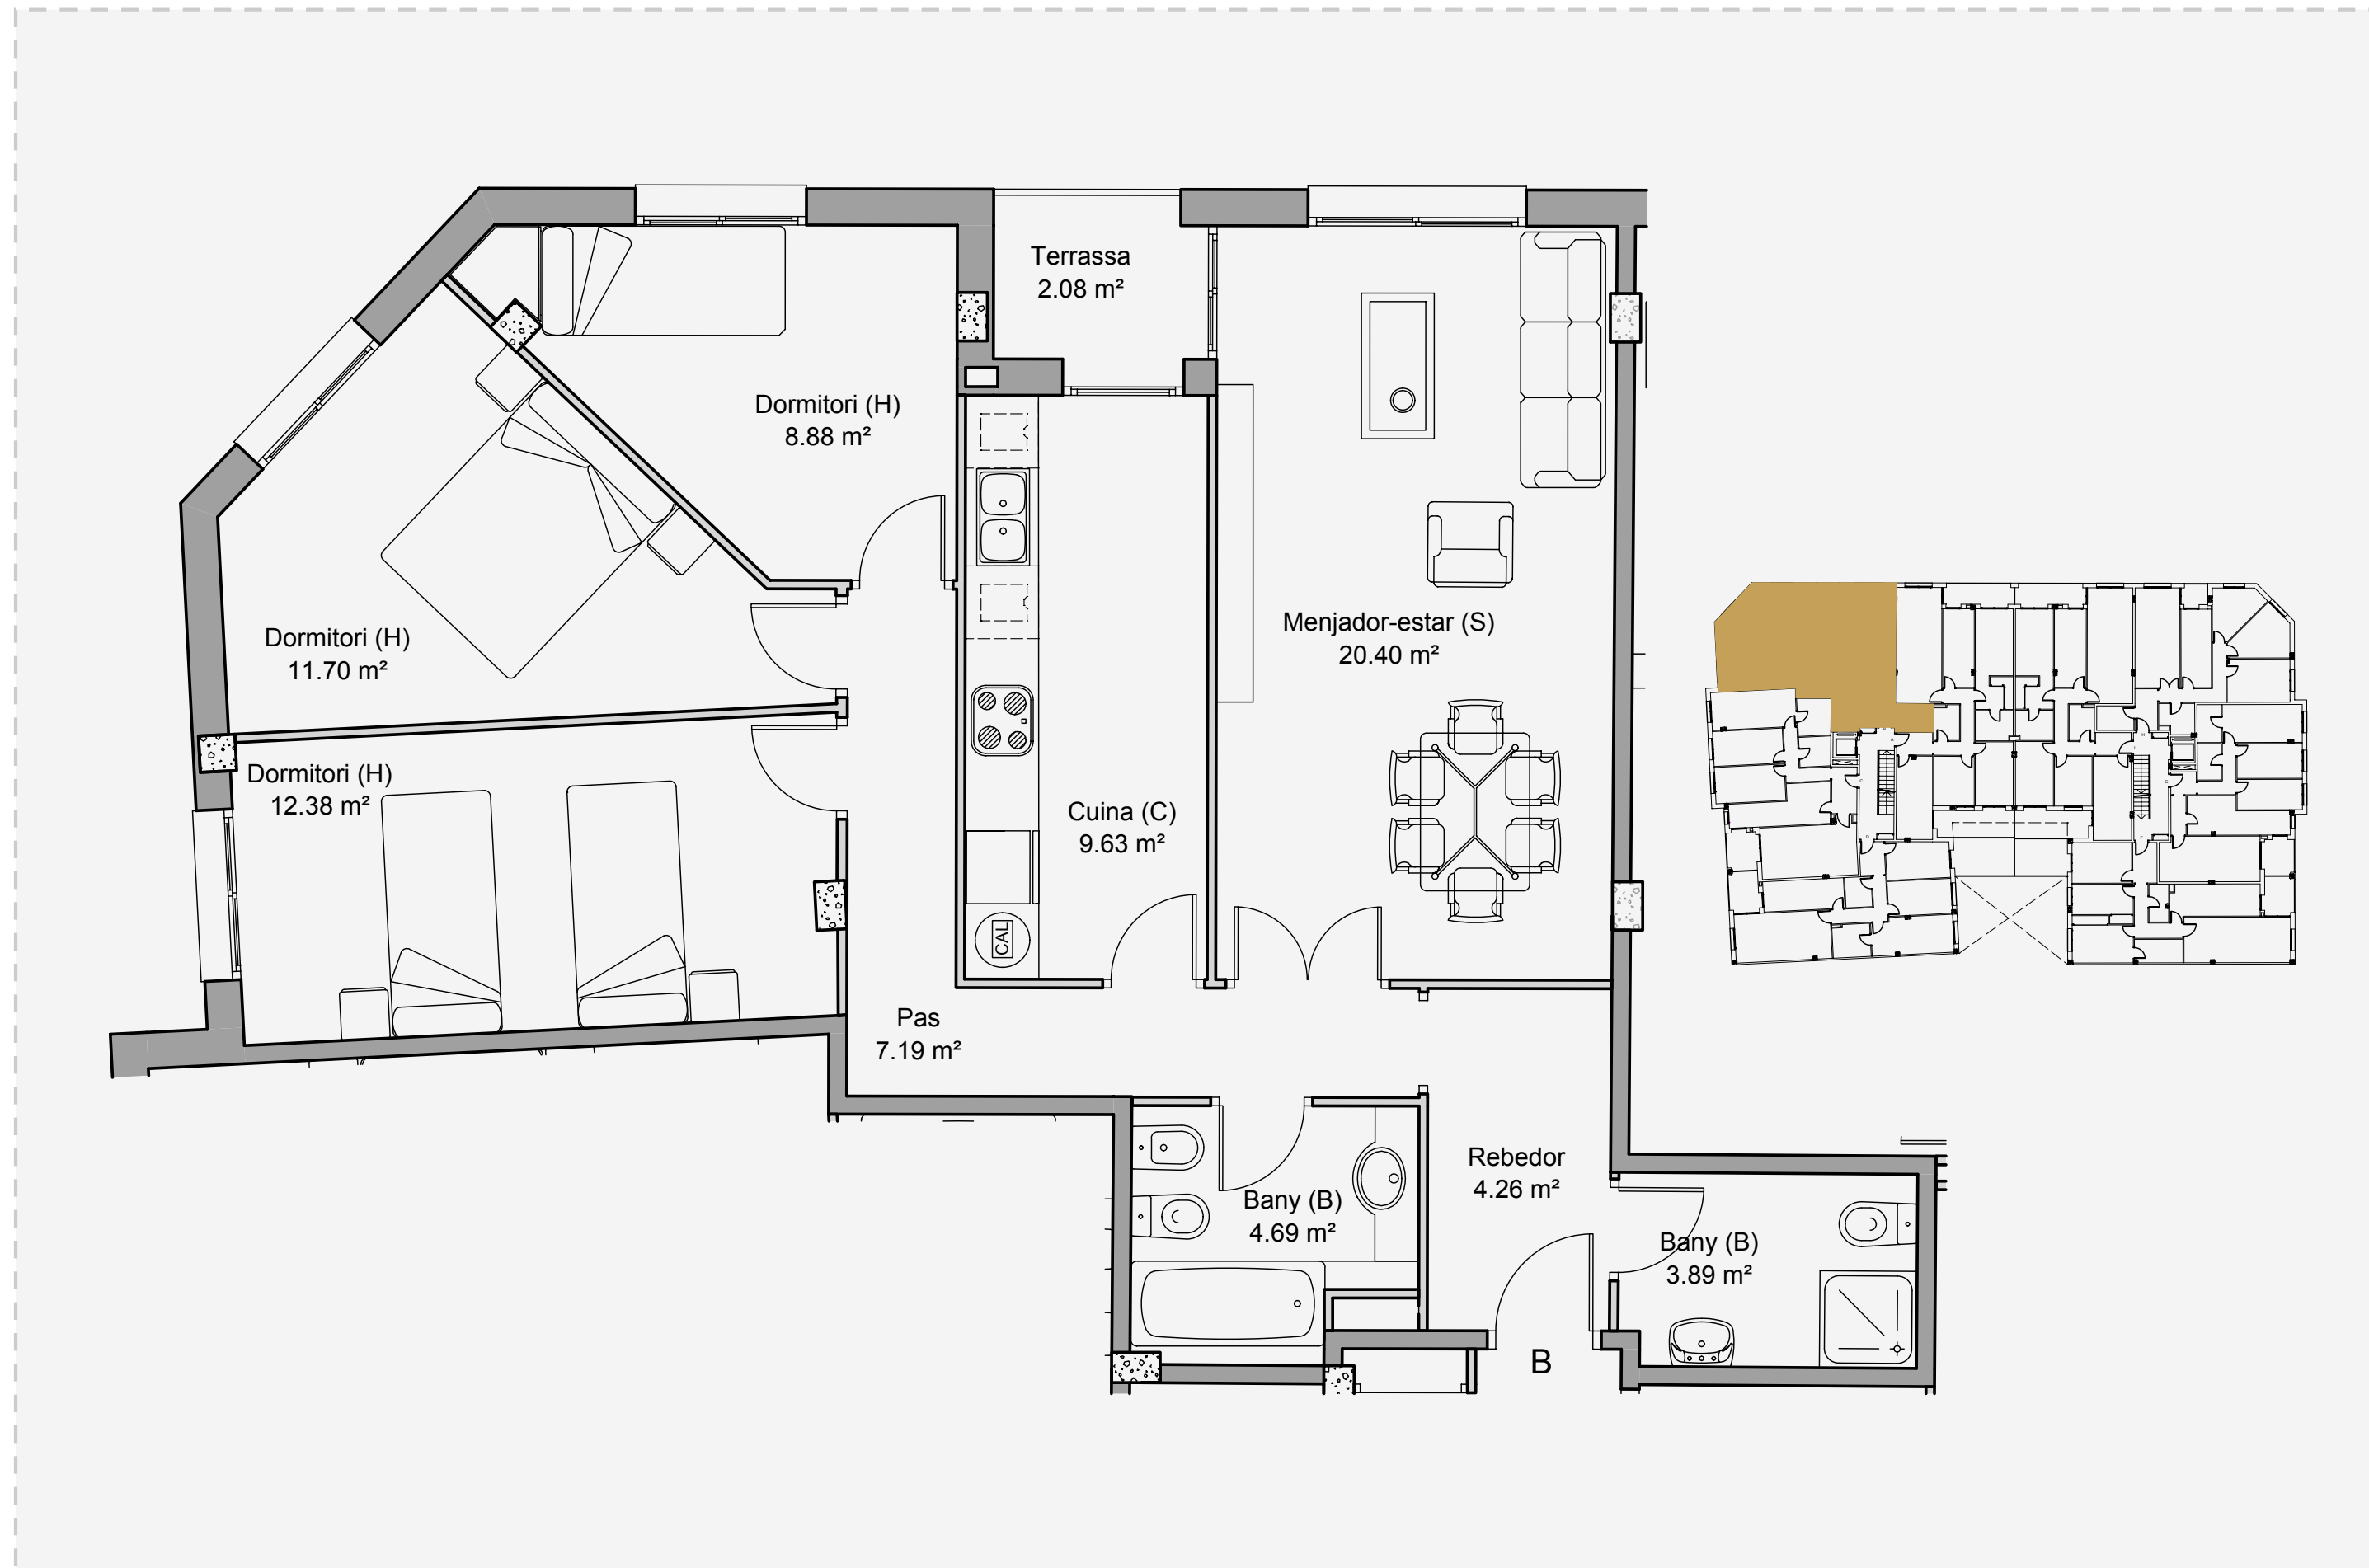 Terrassa
2.08 m²
Dormitori (H)
8.88 m²
Dormitori (H)
11.70 m²
Menjador-estar (S)
20.40 m²
Dormitori (H)
12.38 m²
Cuina (C)
9.63 m²
CAL
Pas
7.19 m²
Rebedor
4.26 m²
Bany (B)
4.69 m²
Bany (B)
3.89 m²
B